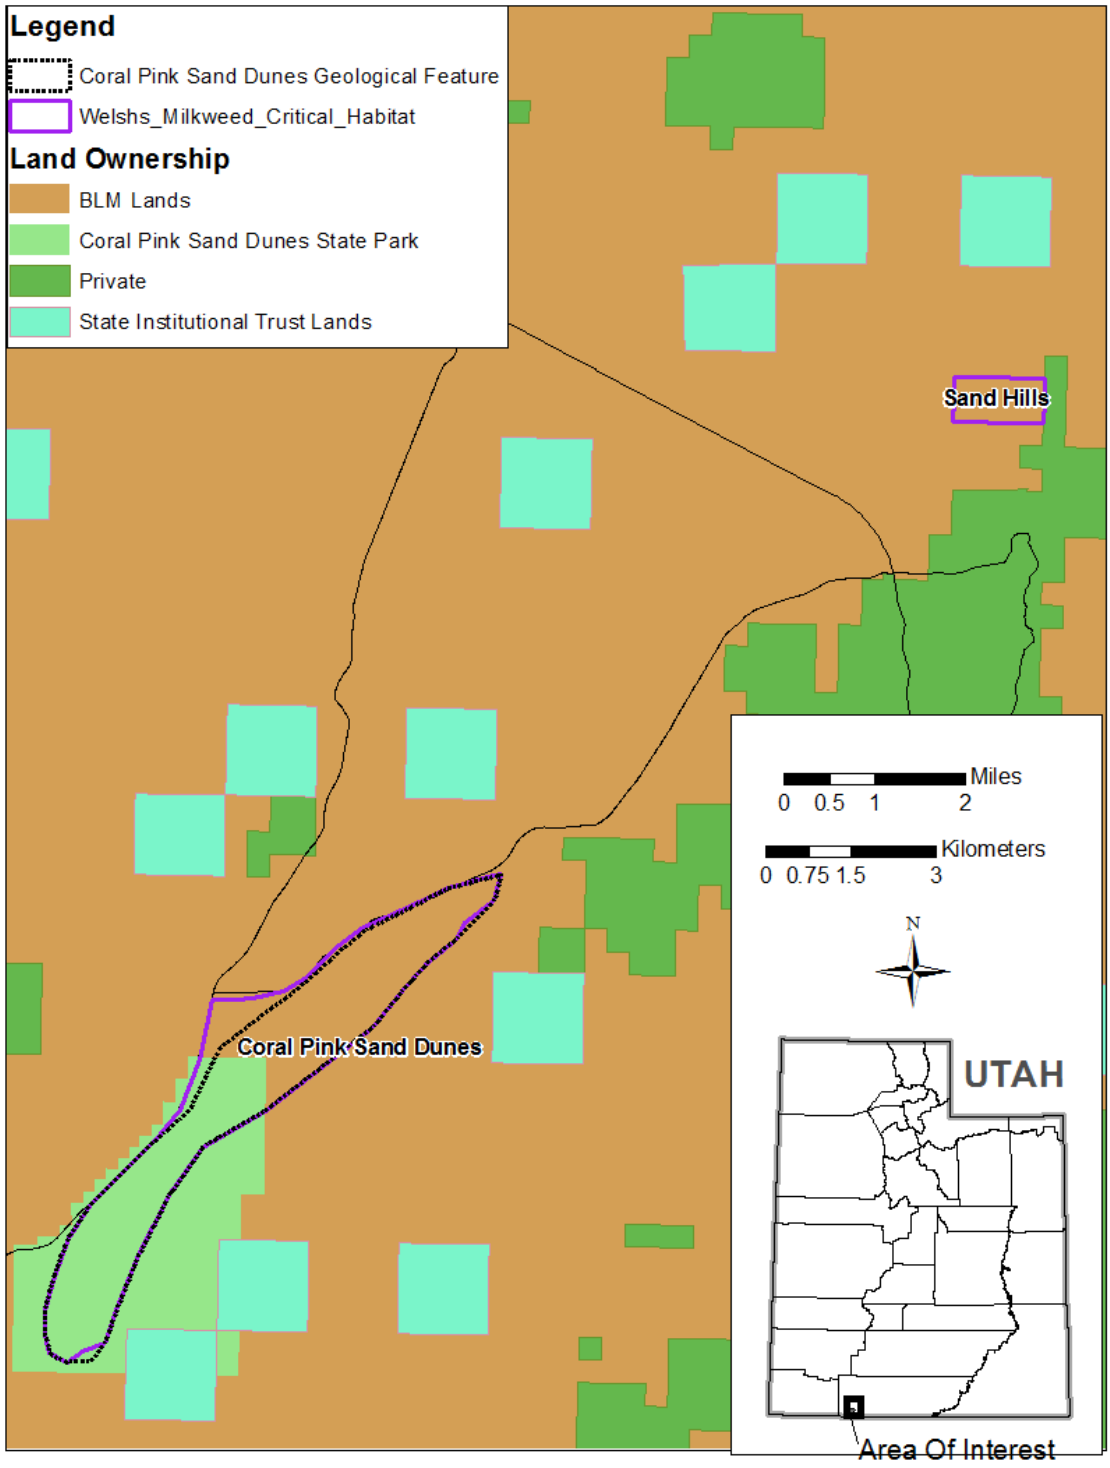 Legend
Coral Pink Sand Dunes Geological Feature
Welshs_Milkweed_Critical_Habitat
Land Ownership
BLM Lands
Coral Pink Sand Dunes State Park
Private
State Institutional Trust Lands
Sand Hills
Coral Pink Sand Dunes
Miles
0 0.5 1 2
Kilometers
0 0.75 1.5 3
N
UTAH
Area Of Interest